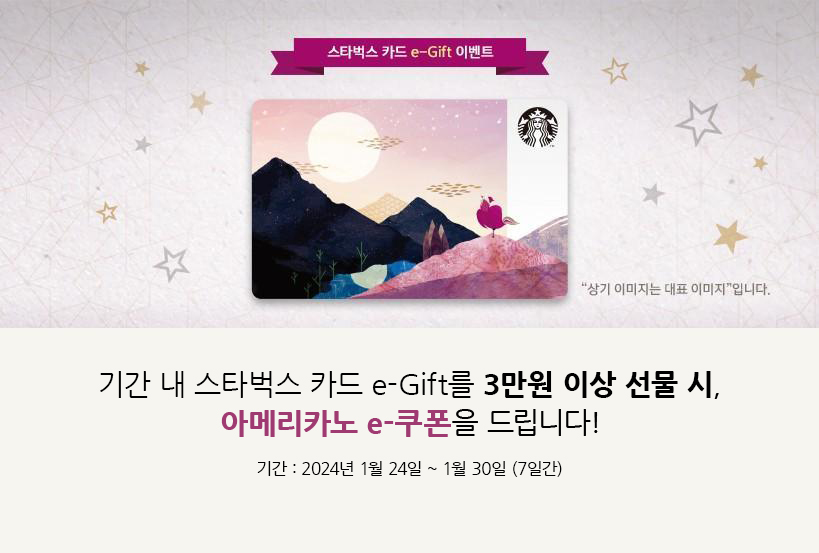 스타벅스 카드 e-Gift 이벤트
“상기 이미지는 대표 이미지”입니다.
기간 내 스타벅스 카드 e-Gift를 3만원 이상 선물 시,
아메리카노 e-쿠폰을 드립니다!
기간 : 2024년 1월 24일 ~ 1월 30일 (7일간)